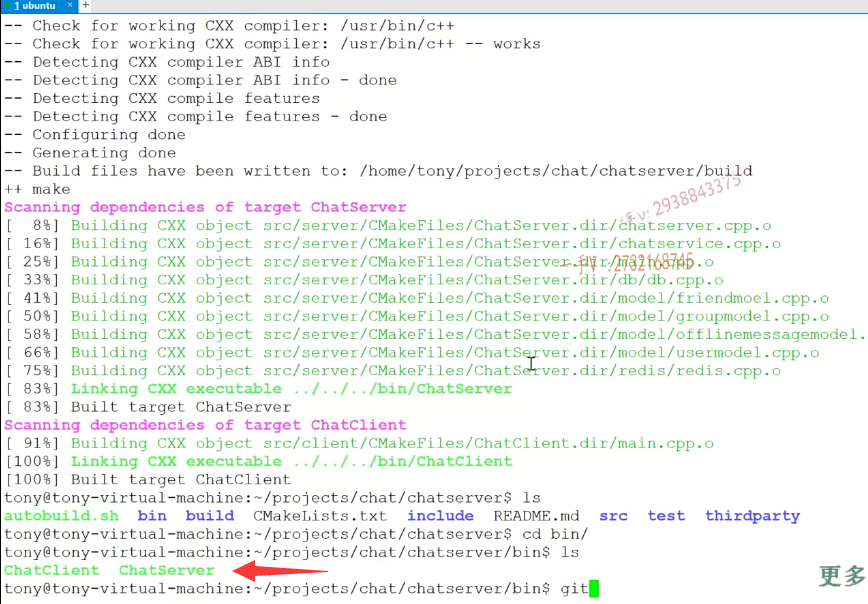 1 ubuntu × +
-- Check for working CXX compiler: /usr/bin/c++
-- Check for working CXX compiler: /usr/bin/c++ -- works
-- Detecting CXX compiler ABI info
-- Detecting CXX compiler ABI info - done
-- Detecting CXX compile features
-- Detecting CXX compile features - done
-- Configuring done
-- Generating done
-- Build files have been written to: /home/tony/projects/chat/chatserver/build
++ make
Scanning dependencies of target ChatServer
[  8%] Building CXX object src/server/CMakeFiles/ChatServer.dir/chatserver.cpp.o
[ 16%] Building CXX object src/server/CMakeFiles/ChatServer.dir/chatservice.cpp.o
[ 25%] Building CXX object src/server/CMakeFiles/ChatServer.dir/main.cpp.o
[ 33%] Building CXX object src/server/CMakeFiles/ChatServer.dir/db/db.cpp.o
[ 41%] Building CXX object src/server/CMakeFiles/ChatServer.dir/model/friendmoel.cpp.o
[ 50%] Building CXX object src/server/CMakeFiles/ChatServer.dir/model/groupmodel.cpp.o
[ 58%] Building CXX object src/server/CMakeFiles/ChatServer.dir/model/offlinemessagemodel.
[ 66%] Building CXX object src/server/CMakeFiles/ChatServer.dir/model/usermodel.cpp.o
[ 75%] Building CXX object src/server/CMakeFiles/ChatServer.dir/redis/redis.cpp.o
[ 83%] Linking CXX executable ../../../bin/ChatServer
[ 83%] Built target ChatServer
Scanning dependencies of target ChatClient
[ 91%] Building CXX object src/client/CMakeFiles/ChatClient.dir/main.cpp.o
[100%] Linking CXX executable ../../../bin/ChatClient
[100%] Built target ChatClient
tony@tony-virtual-machine:~/projects/chat/chatserver$ ls
autobuild.sh bin build CMakeLists.txt include README.md src test thirdparty
tony@tony-virtual-machine:~/projects/chat/chatserver$ cd bin/
tony@tony-virtual-machine:~/projects/chat/chatserver/bin$ ls
ChatClient ChatServer
tony@tony-virtual-machine:~/projects/chat/chatserver/bin$ git
更多